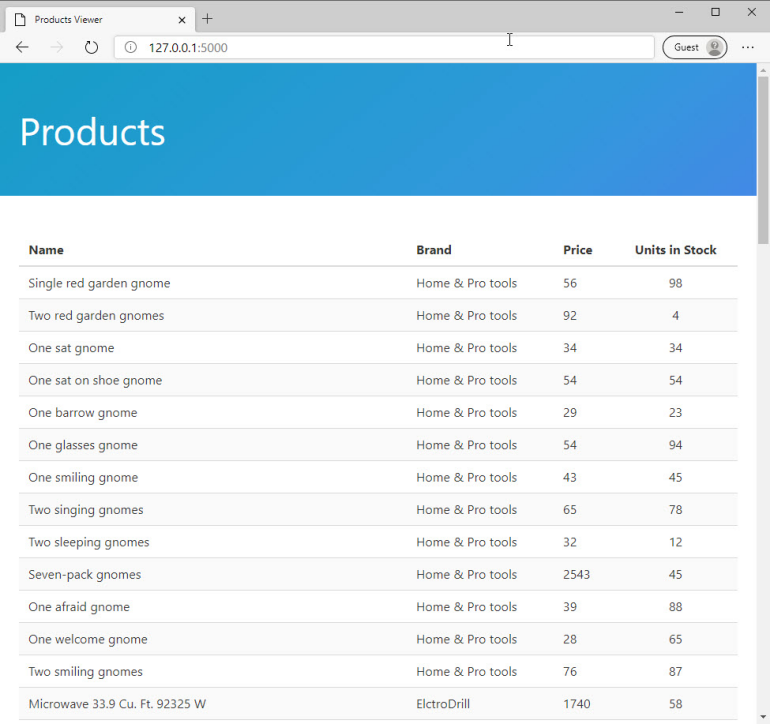 Products Viewer
127.0.0.1:5000
Guest
Products
Name Brand Price Units in Stock
Single red garden gnome Home & Pro tools 56 98
Two red garden gnomes Home & Pro tools 92 4
One sat gnome Home & Pro tools 34 34
One sat on shoe gnome Home & Pro tools 54 54
One barrow gnome Home & Pro tools 29 23
One glasses gnome Home & Pro tools 54 94
One smiling gnome Home & Pro tools 43 45
Two singing gnomes Home & Pro tools 65 78
Two sleeping gnomes Home & Pro tools 32 12
Seven-pack gnomes Home & Pro tools 2543 45
One afraid gnome Home & Pro tools 39 88
One welcome gnome Home & Pro tools 28 65
Two smiling gnomes Home & Pro tools 76 87
Microwave 33.9 Cu. Ft. 92325 W ElctroDrill 1740 58